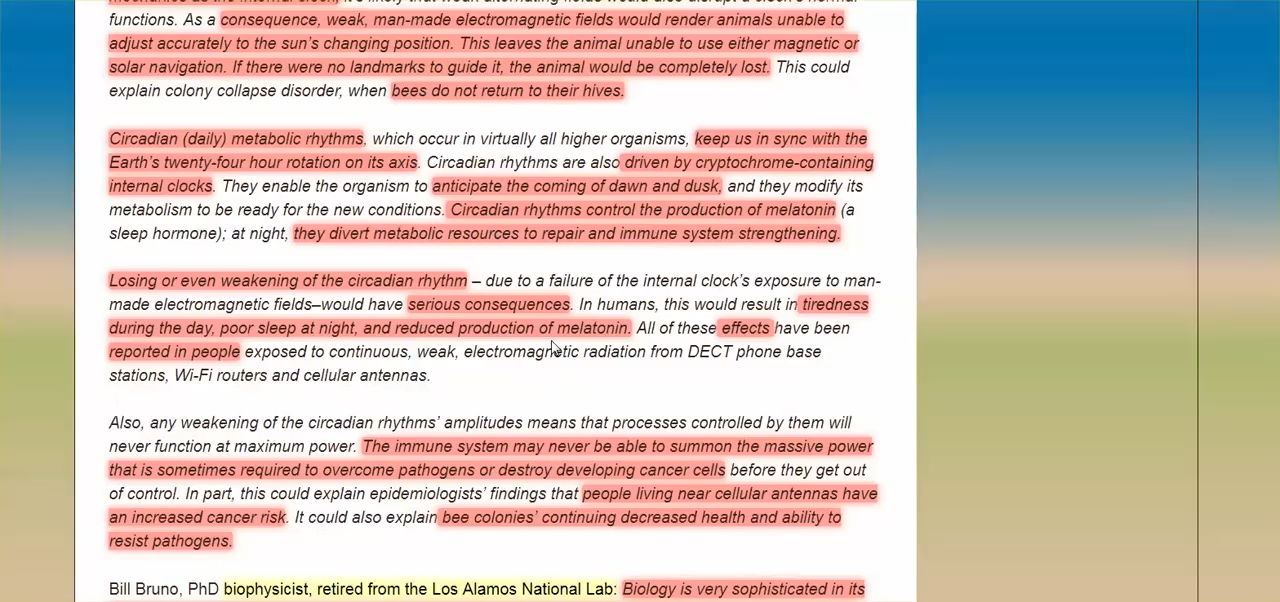 functions. As a consequence, weak, man-made electromagnetic fields would render animals unable to
adjust accurately to the sun's changing position. This leaves the animal unable to use either magnetic or
solar navigation. If there were no landmarks to guide it, the animal would be completely lost. This could
explain colony collapse disorder, when bees do not return to their hives.
Circadian (daily) metabolic rhythms, which occur in virtually all higher organisms, keep us in sync with the
Earth's twenty-four hour rotation on its axis. Circadian rhythms are also driven by cryptochrome-containing
internal clocks. They enable the organism to anticipate the coming of dawn and dusk, and they modify its
metabolism to be ready for the new conditions. Circadian rhythms control the production of melatonin (a
sleep hormone); at night, they divert metabolic resources to repair and immune system strengthening.
Losing or even weakening of the circadian rhythm – due to a failure of the internal clock's exposure to man-
made electromagnetic fields–would have serious consequences. In humans, this would result in tiredness
during the day, poor sleep at night, and reduced production of melatonin. All of these effects have been
reported in people exposed to continuous, weak, electromagnetic radiation from DECT phone base
stations, Wi-Fi routers and cellular antennas.
Also, any weakening of the circadian rhythms' amplitudes means that processes controlled by them will
never function at maximum power. The immune system may never be able to summon the massive power
that is sometimes required to overcome pathogens or destroy developing cancer cells before they get out
of control. In part, this could explain epidemiologists' findings that people living near cellular antennas have
an increased cancer risk. It could also explain bee colonies' continuing decreased health and ability to
resist pathogens.
Bill Bruno, PhD biophysicist, retired from the Los Alamos National Lab: Biology is very sophisticated in its